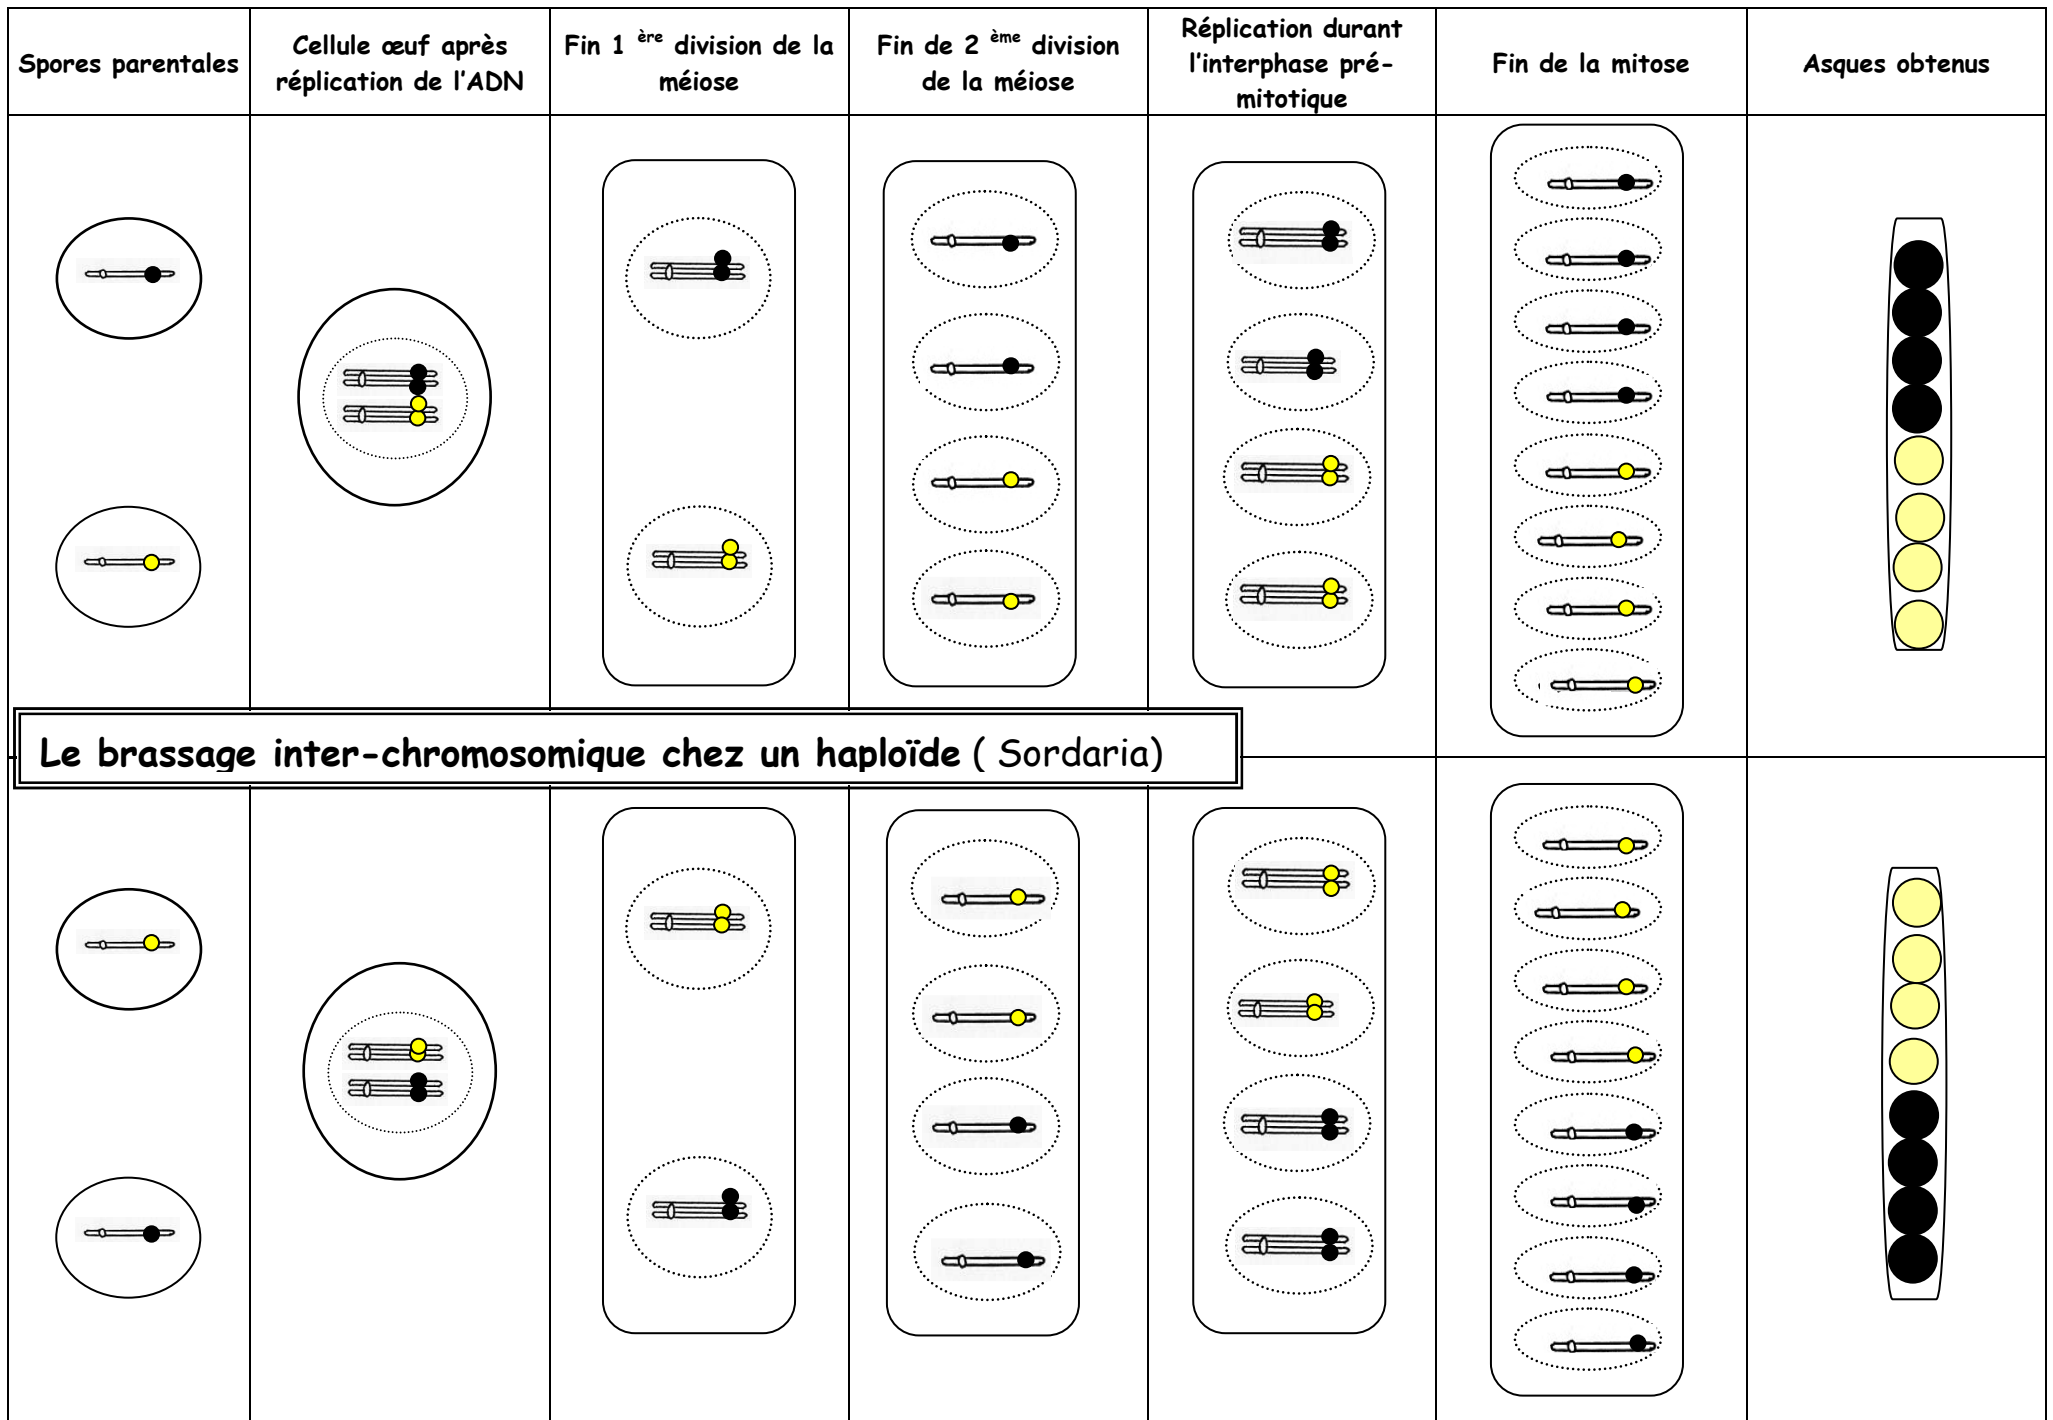 Spores parentales
Cellule œuf après
réplication de l’ADN
Fin 1 ère division de la
méiose
Fin de 2 ème division
de la méiose
Réplication durant
l’interphase pré-
mitotique
Fin de la mitose
Asques obtenus
Le brassage inter-chromosomique chez un haploïde ( Sordaria)